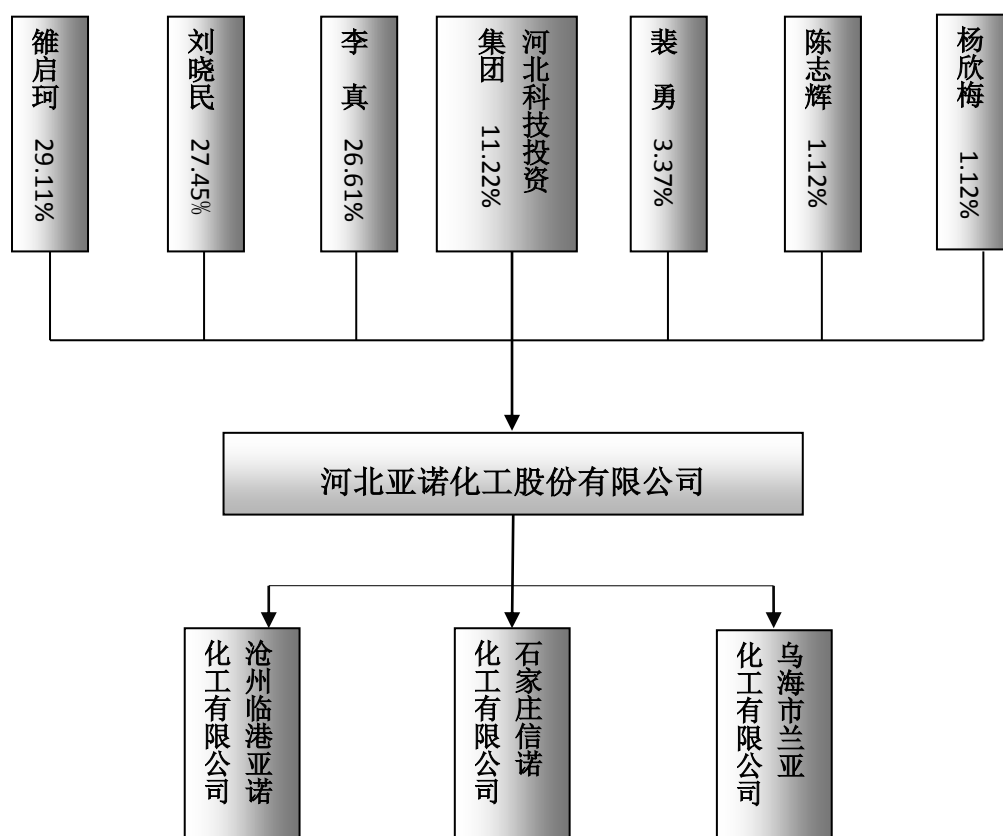 雒启珂 29.11%
刘晓民 27.45%
李 真 26.61%
河北科技投资
集团 11.22%
裴 勇 3.37%
陈志辉 1.12%
杨欣梅 1.12%
河北亚诺化工股份有限公司
沧州临港亚诺
化工有限公司
石家庄信诺
化工有限公司
乌海市兰亚
化工有限公司